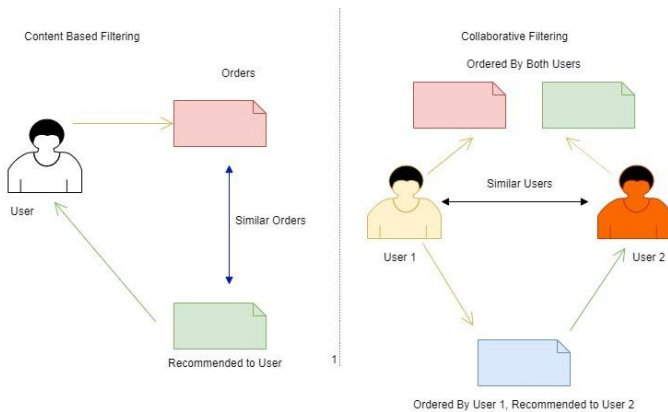 Content Based Filtering
Orders
User
Similar Orders
Recommended to User
1
Collaborative Filtering
Ordered By Both Users
Similar Users
User 1
User 2
Ordered By User 1, Recommended to User 2